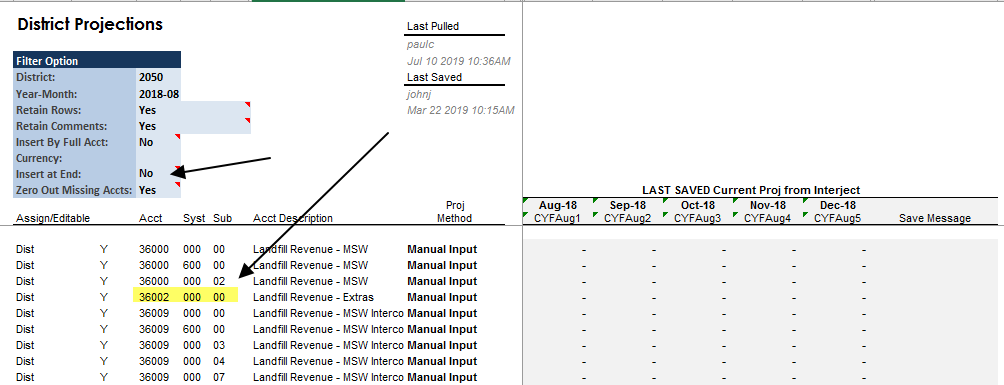 District Projections
Last Pulled
paulc
Jul 10 2019 10:36AM
Last Saved
johnj
Mar 22 2019 10:15AM
Filter Option
District: 2050
Year-Month: 2018-08
Retain Rows: Yes
Retain Comments: Yes
Insert By Full Acct: No
Currency:
Insert at End: No
Zero Out Missing Accts: Yes
LAST SAVED Current Proj from Interject
Proj Aug-18 Sep-18 Oct-18 Nov-18 Dec-18
Assign/Editable Acct Syst Sub Acct Description Method CYFAug1 CYFAug2 CYFAug3 CYFAug4 CYFAug5 Save Message
Dist Y 36000 000 00 Landfill Revenue - MSW Manual Input - - - - -
Dist Y 36000 600 00 Landfill Revenue - MSW Manual Input - - - - -
Dist Y 36000 000 02 Landfill Revenue - MSW Manual Input - - - - -
Dist Y 36002 000 00 Landfill Revenue - Extras Manual Input - - - - -
Dist Y 36009 000 00 Landfill Revenue - MSW Interco Manual Input - - - - -
Dist Y 36009 600 00 Landfill Revenue - MSW Interco Manual Input - - - - -
Dist Y 36009 000 03 Landfill Revenue - MSW Interco Manual Input - - - - -
Dist Y 36009 000 04 Landfill Revenue - MSW Interco Manual Input - - - - -
Dist Y 36009 000 07 Landfill Revenue - MSW Interco Manual Input - - - - -